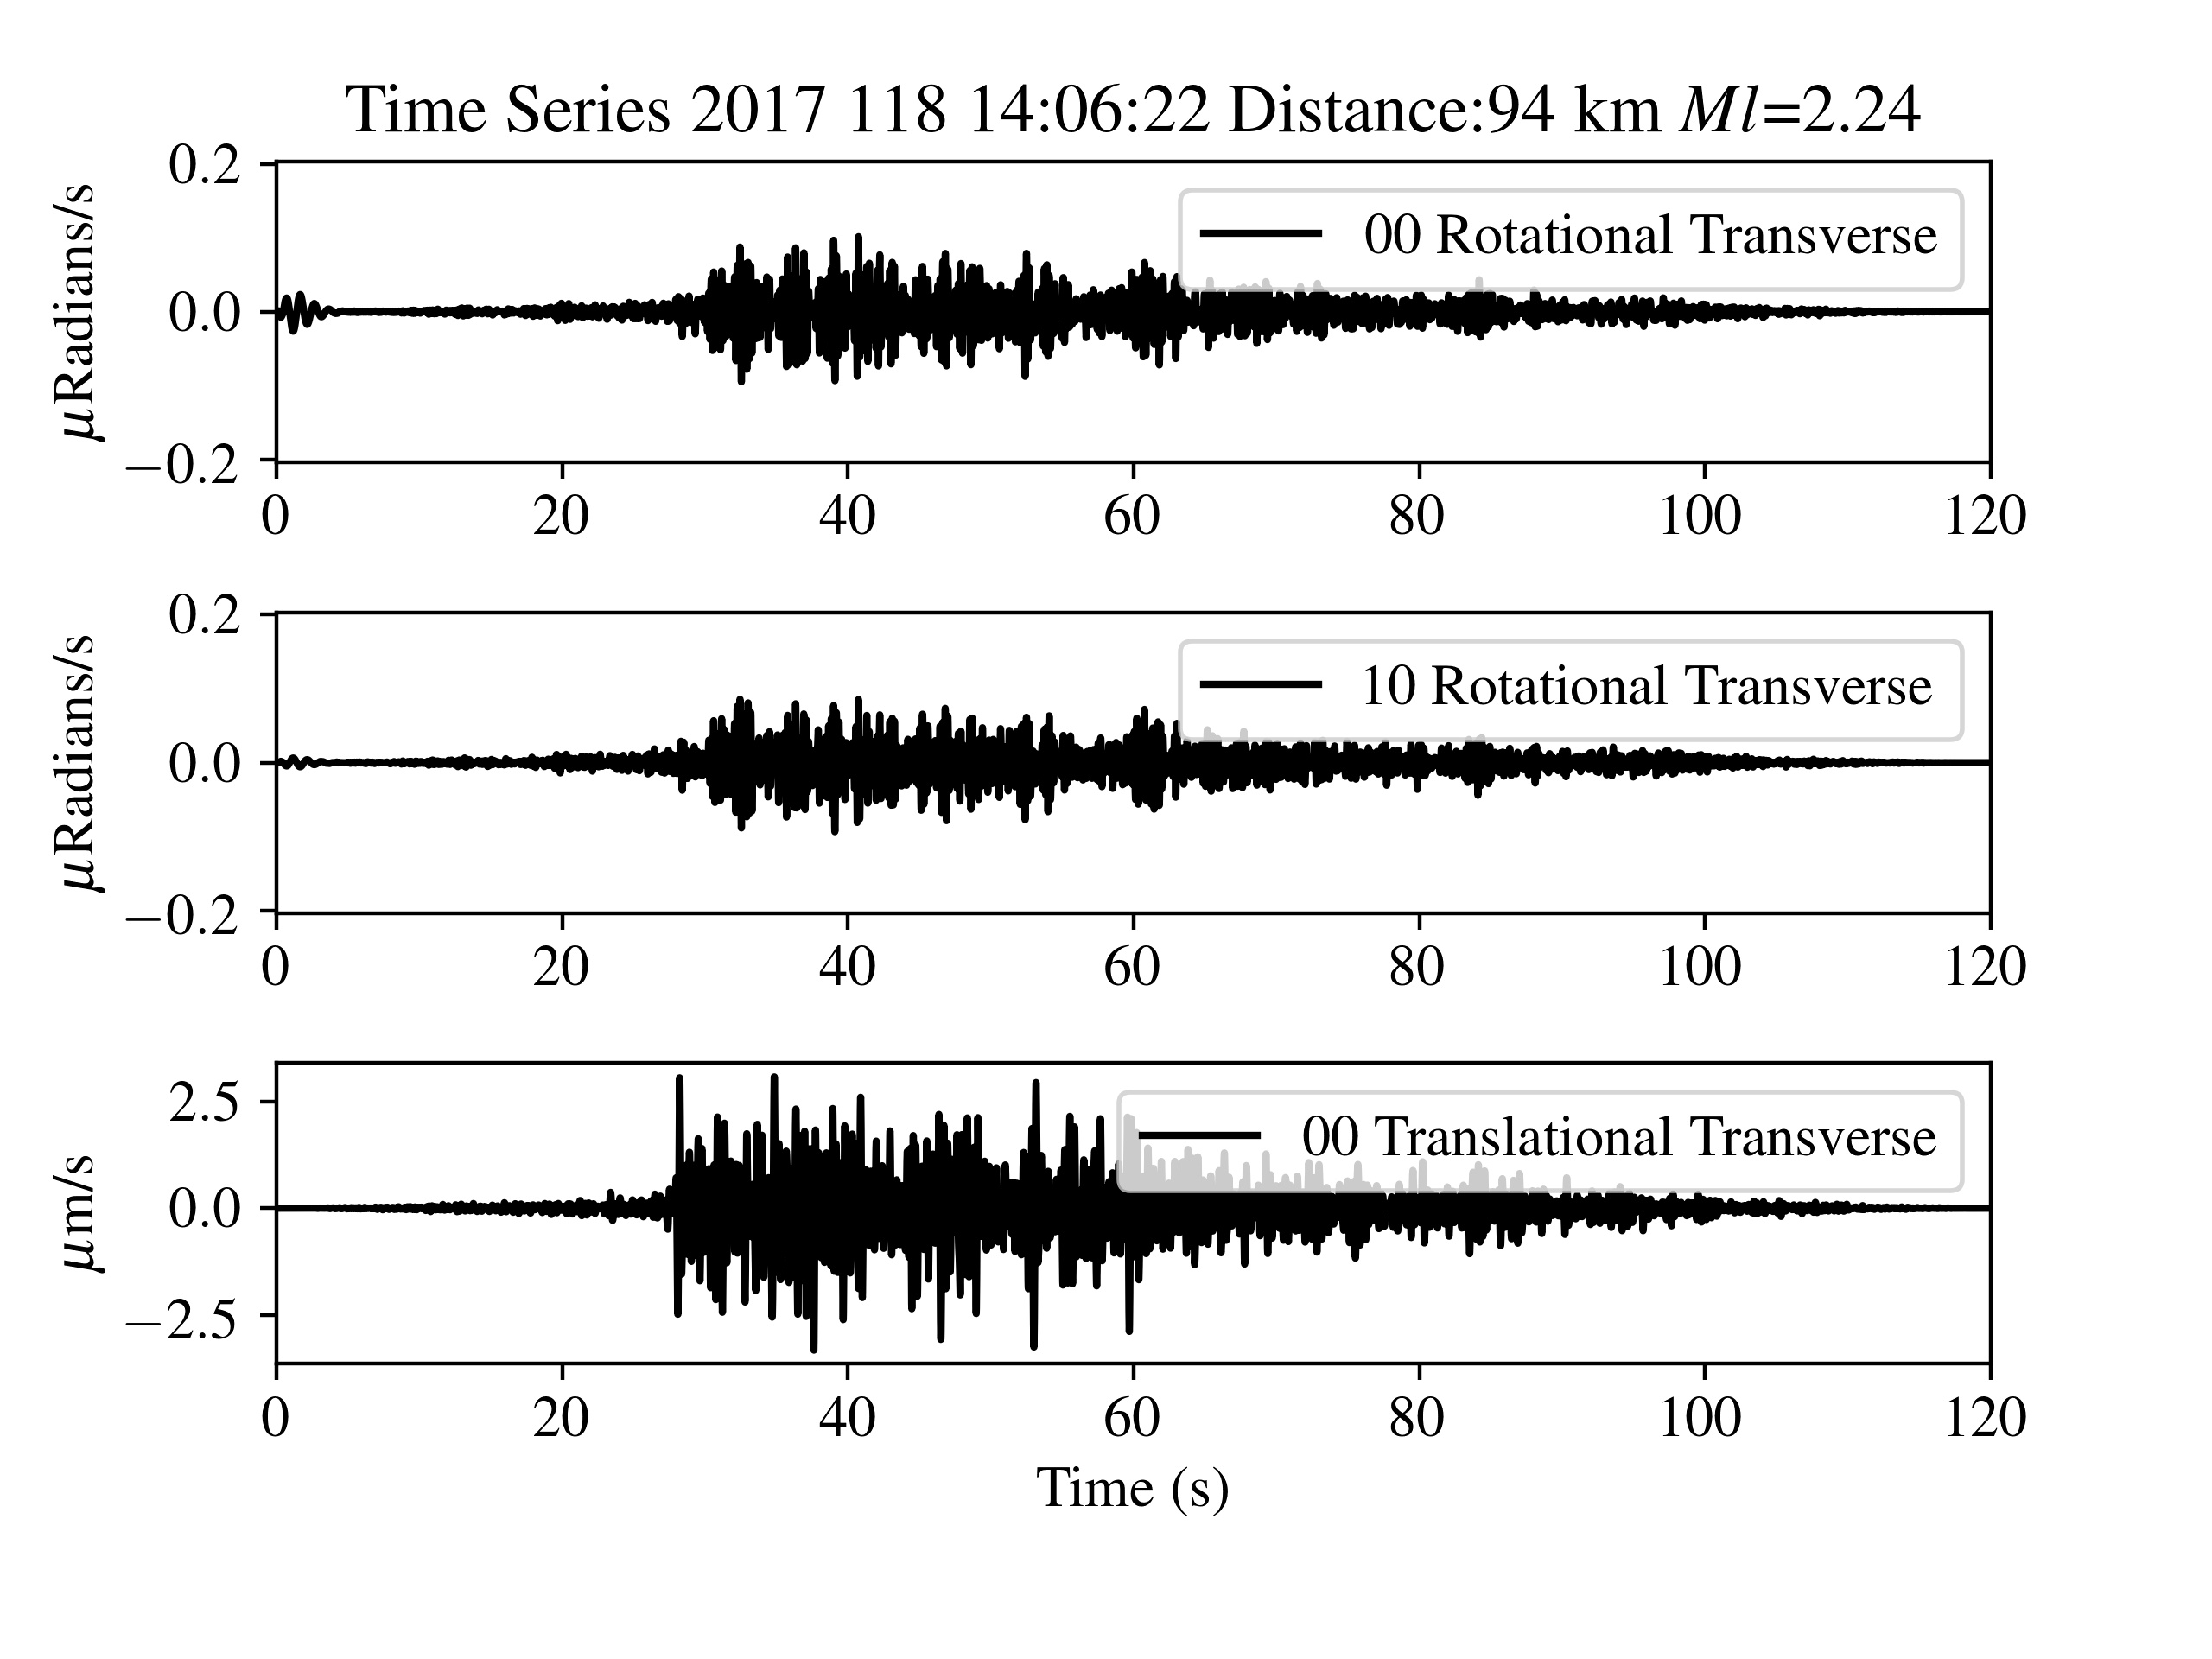 Time Series 2017 118 14:06:22 Distance:94 km Ml=2.24
0.2
0.0
−0.2
μRadians/s
00 Rotational Transverse
0 20 40 60 80 100 120
0.2
0.0
−0.2
μRadians/s
10 Rotational Transverse
0 20 40 60 80 100 120
2.5
0.0
−2.5
μm/s
00 Translational Transverse
0 20 40 60 80 100 120
Time (s)